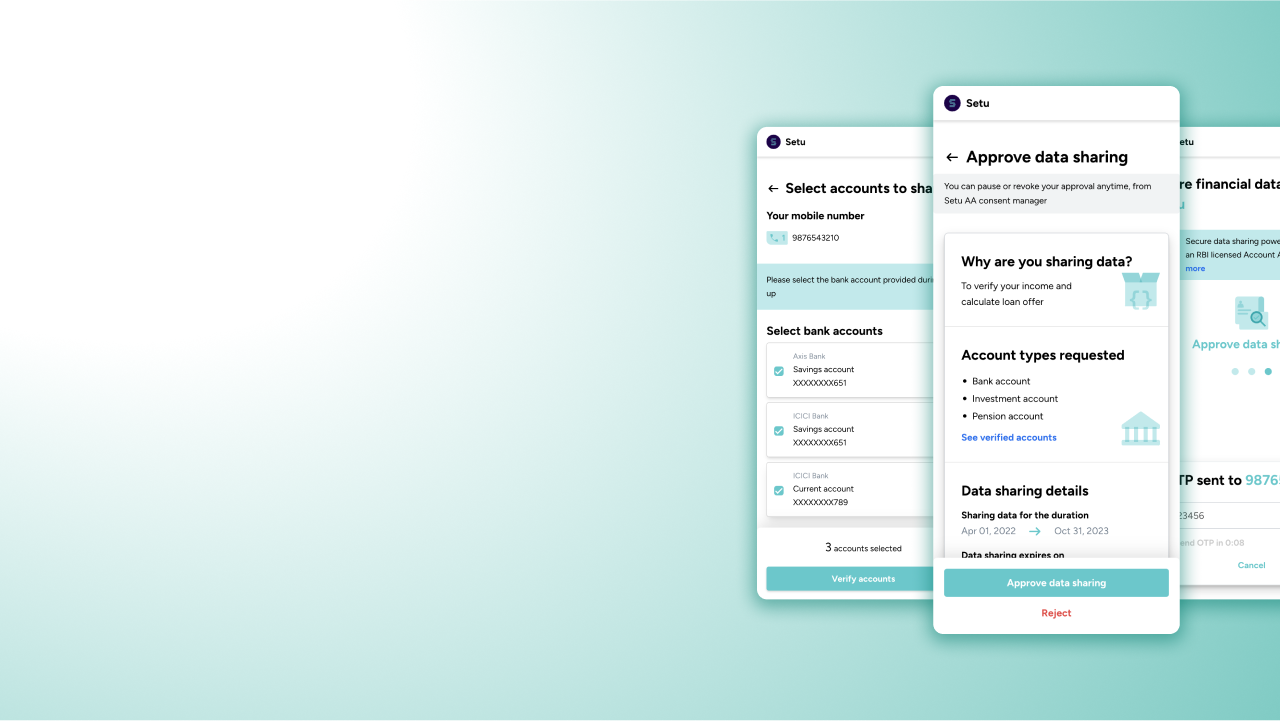 Setu
Select accounts to sha
Your mobile number
9876543210
Please select the bank account provided duri
up
Select bank accounts
Axis Bank
Savings account
XXXXXXXX651
ICICI Bank
Savings account
XXXXXXXX651
ICICI Bank
Current account
XXXXXXXX789
3 accounts selected
Verify accounts
Setu
Approve data sharing
You can pause or revoke your approval anytime, from
Setu AA consent manager
Why are you sharing data?
To verify your income and
calculate loan offer
Account types requested
• Bank account
• Investment account
• Pension account
See verified accounts
Data sharing details
Sharing data for the duration
Apr 01, 2022 → Oct 31, 2023
Data sharing expires on
Approve data sharing
Reject
etu
re financial data
u
Secure data sharing powe
an RBI licensed Account A
more
Approve data sh
TP sent to 9876
23456
end OTP in 0:08
Cancel